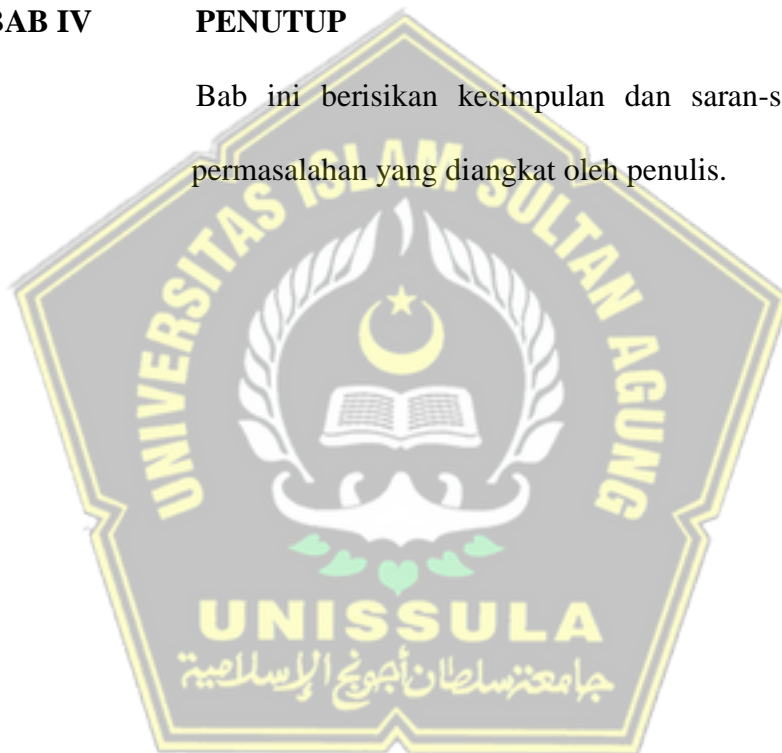 BAB IV PENUTUP
Bab ini berisikan kesimpulan dan
permasalahan yang diangkat oleh penulis.
UNIVERSITAS ISLAM SULTAN AGUNG
UNISSULA
جامعة سلطان أجونج الإسلامية